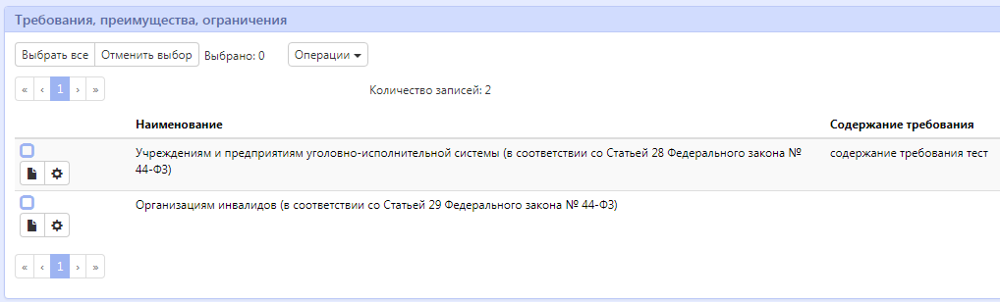 Требования, преимущества, ограничения
Выбрать все Отменить выбор Выбрано: 0 Операции
« ‹ 1 › » Количество записей: 2
Наименование Содержание требования
Учреждениям и предприятиям уголовно-исполнительной системы (в соответствии со Статьей 28 Федерального закона № содержание требования тест
44-ФЗ)
Организациям инвалидов (в соответствии со Статьей 29 Федерального закона № 44-ФЗ)
« ‹ 1 › »